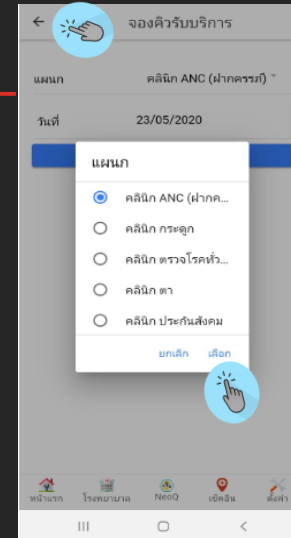 จองคิวรับบริการ
แผนก คลินิก ANC (ฝากครรภ์)
วันที่ 23/05/2020
แผนก
คลินิก ANC (ฝากค...
คลินิก กระดูก
คลินิก ตรวจโรคทั่ว...
คลินิก ตา
คลินิก ประกันสังคม
ยกเลิก เลือก
หน้าแรก โรงพยาบาล NeoQ เช็คอิน ตั้งค่า